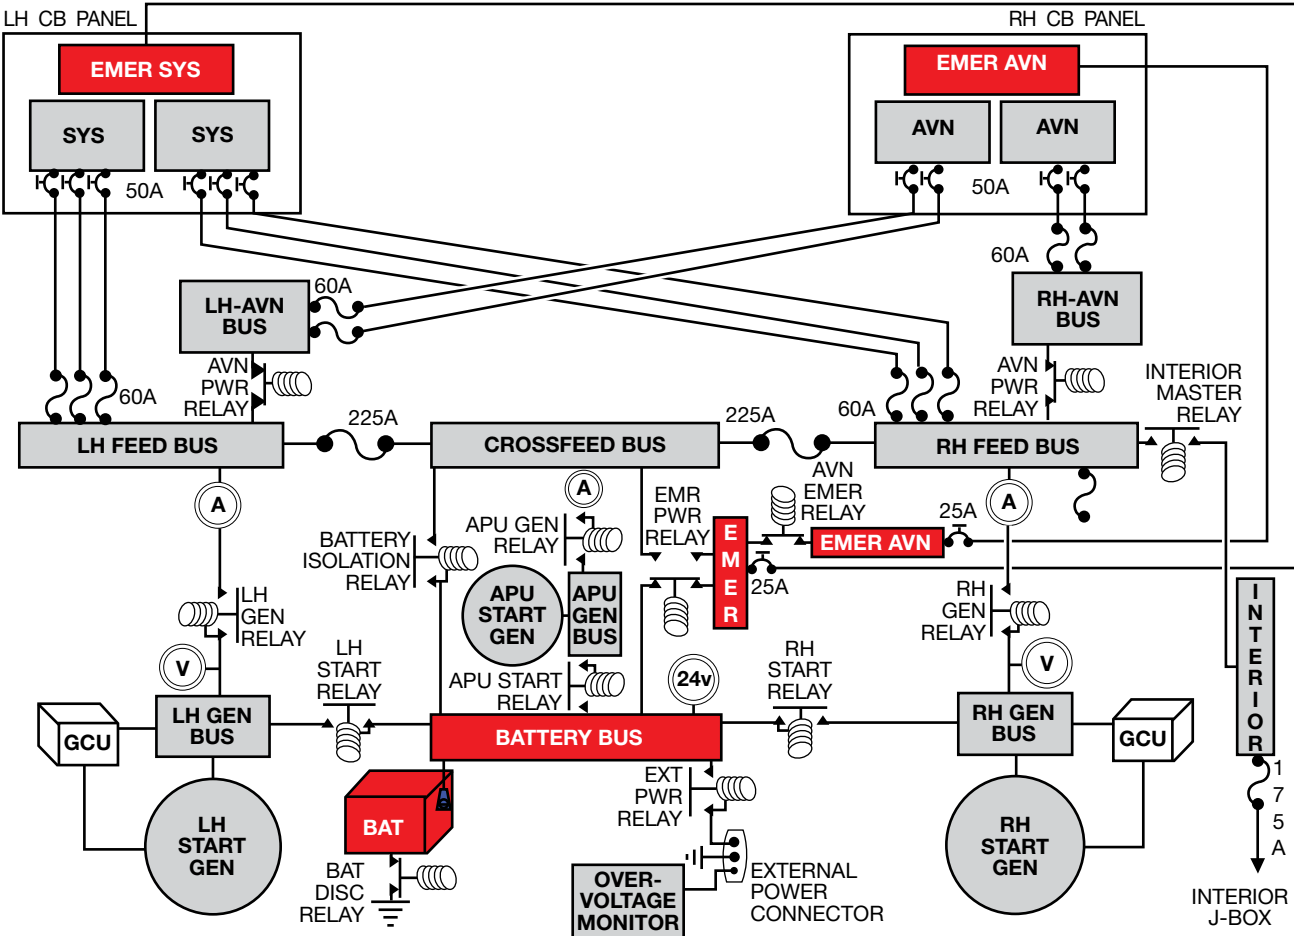 LH CB PANEL
RH CB PANEL
EMER SYS
EMER AVN
SYS
SYS
AVN
AVN
50A
50A
60A
60A
LH-AVN
BUS
RH-AVN
BUS
AVN
PWR
RELAY
60A
AVN
PWR
RELAY
INTERIOR
MASTER
RELAY
225A
225A
60A
LH FEED BUS
CROSSFEED BUS
RH FEED BUS
A
A
A
APU GEN
RELAY
EMR
PWR
RELAY
AVN
EMER
RELAY
25A
BATTERY
ISOLATION
RELAY
EMER
EMER AVN
25A
APU
START
GEN
APU
GEN
BUS
LH
GEN
RELAY
RH
GEN
RELAY
INTERIOR
V
LH
START
RELAY
APU START
RELAY
24v
RH
START
RELAY
V
LH GEN
BUS
RH GEN
BUS
GCU
BATTERY BUS
GCU
EXT
PWR
RELAY
175A
LH
START
GEN
BAT
RH
START
GEN
BAT
DISC
RELAY
OVER-
VOLTAGE
MONITOR
EXTERNAL
POWER
CONNECTOR
INTERIOR
J-BOX